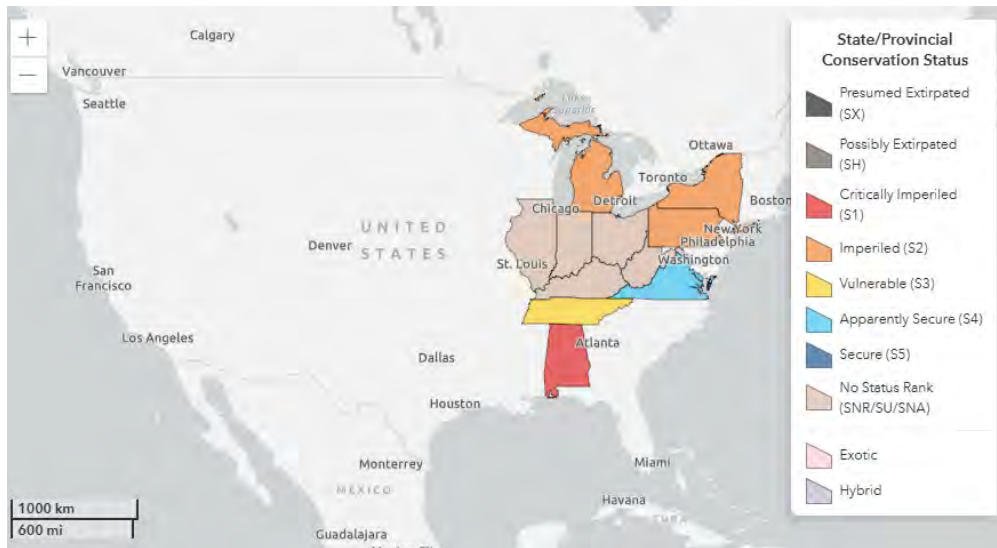 +
−
Calgary
Vancouver
Seattle
Lake
Superior
Ottawa
Toronto
Boston
Detroit
Chicago
New York
Philadelphia
UNITED
STATES
Denver
Washington
St. Louis
San
Francisco
Los Angeles
Atlanta
Dallas
Houston
Monterrey
MEXICO
Miami
Havana
CUBA
Guadalajara
1000 km
600 mi
State/Provincial
Conservation Status
Presumed Extirpated
(SX)
Possibly Extirpated
(SH)
Critically Imperiled
(S1)
Imperiled (S2)
Vulnerable (S3)
Apparently Secure (S4)
Secure (S5)
No Status Rank
(SNR/SU/SNA)
Exotic
Hybrid